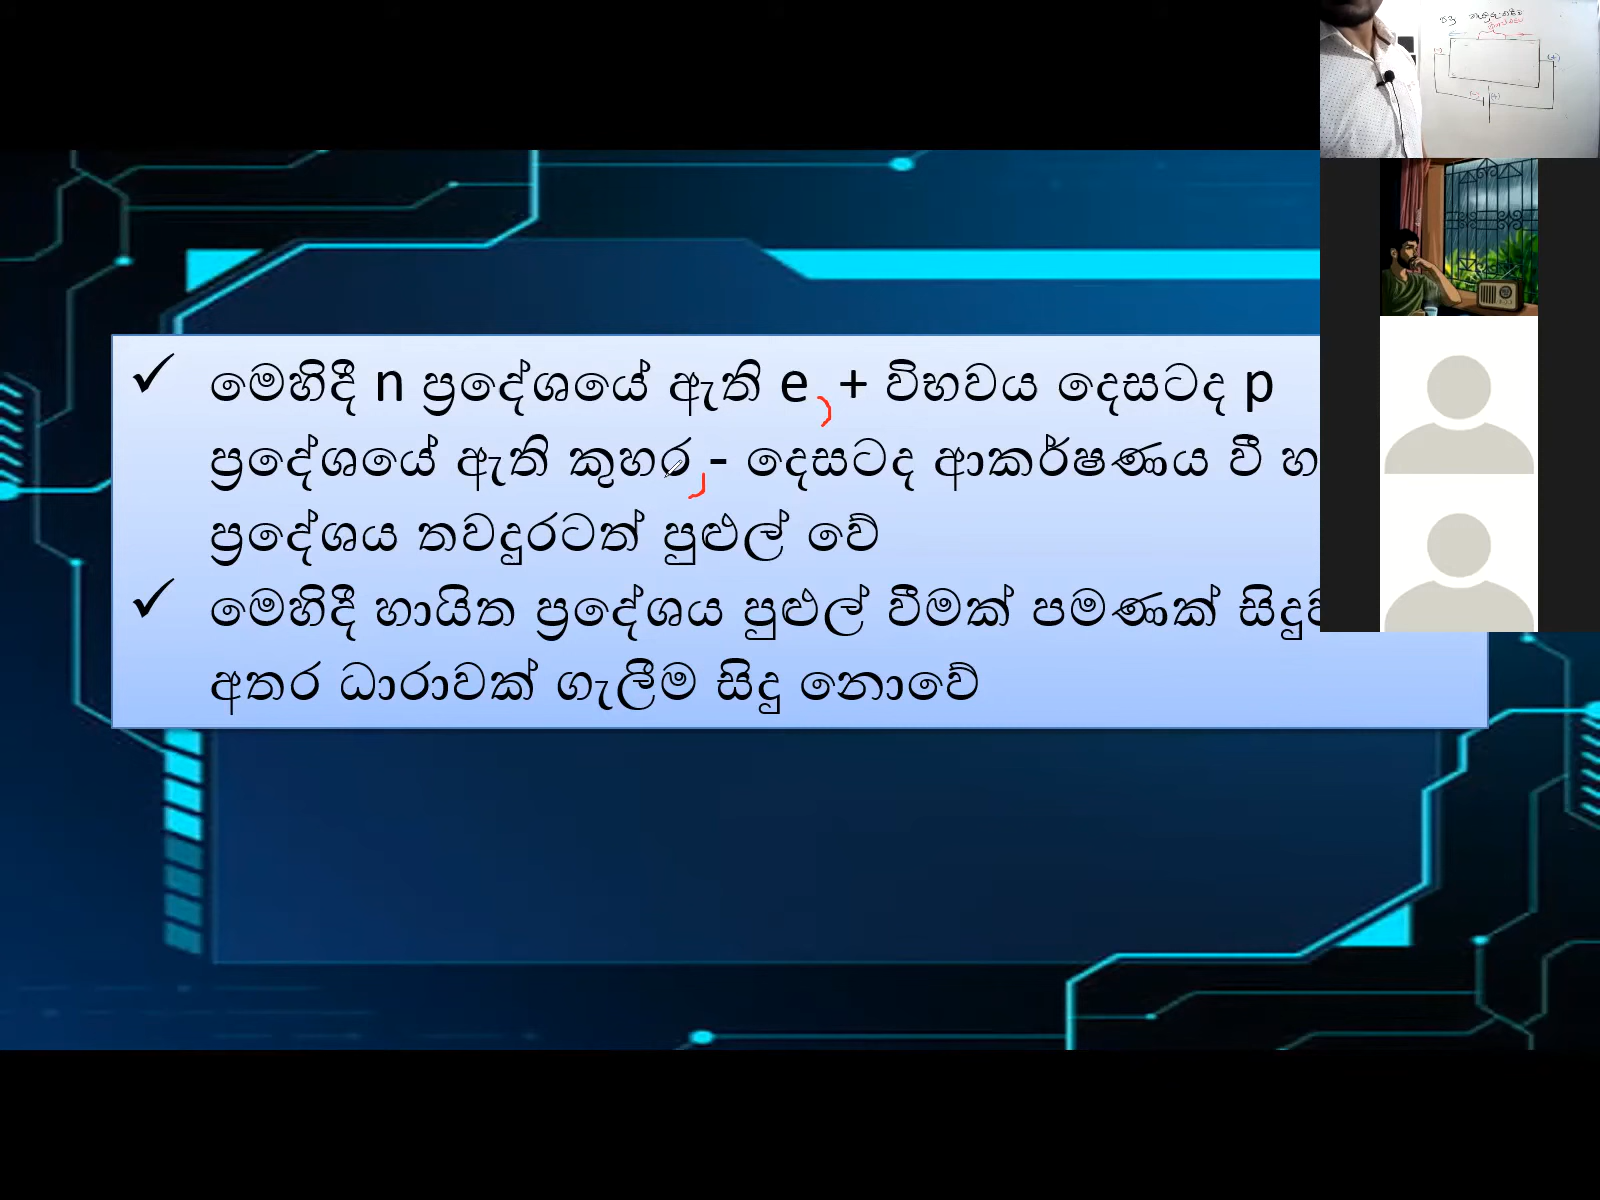 ✓ මෙහිදී n ප්‍රදේශයේ ඇති e , + විභවය දෙසටද p
ප්‍රදේශයේ ඇති කුහර , - දෙසටද ආකර්ෂණය වී
ප්‍රදේශය තවදුරටත් පුළුල් වේ
✓ මෙහිදී හායිත ප්‍රදේශය පුළුල් වීමක් පමණක්
අතර ධාරාවක් ගැලීම සිදු නොවේ